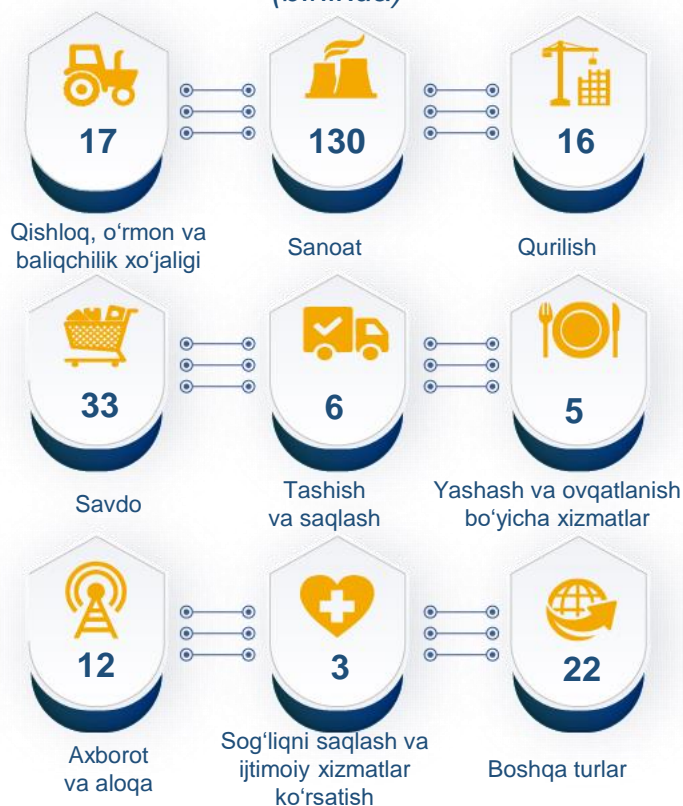 (birlikda)
17
130
16
Qishloq, o‘rmon va
baliqchilik xo‘jaligi
Sanoat
Qurilish
33
6
5
Savdo
Tashish
va saqlash
Yashash va ovqatlanish
bo‘yicha xizmatlar
12
3
22
Axborot
va aloqa
Sog‘liqni saqlash va
ijtimoiy xizmatlar
ko‘rsatish
Boshqa turlar